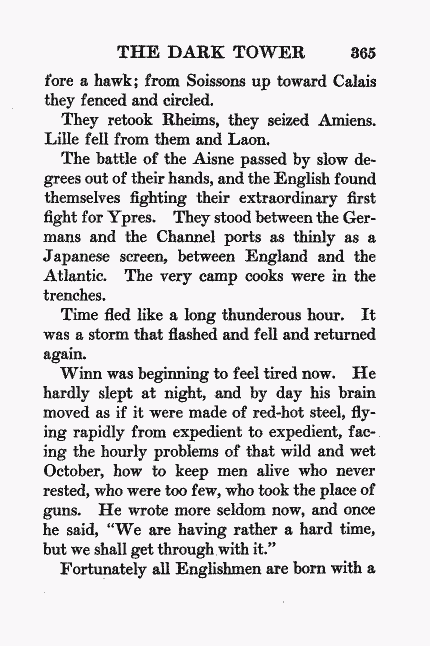 THE DARK TOWER 365
fore a hawk; from Soissons up toward Calais
they fenced and circled.
They retook Rheims, they seized Amiens.
Lille fell from them and Laon.
The battle of the Aisne passed by slow de-
grees out of their hands, and the English found
themselves fighting their extraordinary first
fight for Ypres. They stood between the Ger-
mans and the Channel ports as thinly as a
Japanese screen, between England and the
Atlantic. The very camp cooks were in the
trenches.
Time fled like a long thunderous hour. It
was a storm that flashed and fell and returned
again.
Winn was beginning to feel tired now. He
hardly slept at night, and by day his brain
moved as if it were made of red-hot steel, fly-
ing rapidly from expedient to expedient, fac-
ing the hourly problems of that wild and wet
October, how to keep men alive who never
rested, who were too few, who took the place of
guns. He wrote more seldom now, and once
he said, “We are having rather a hard time,
but we shall get through with it.”
Fortunately all Englishmen are born with a